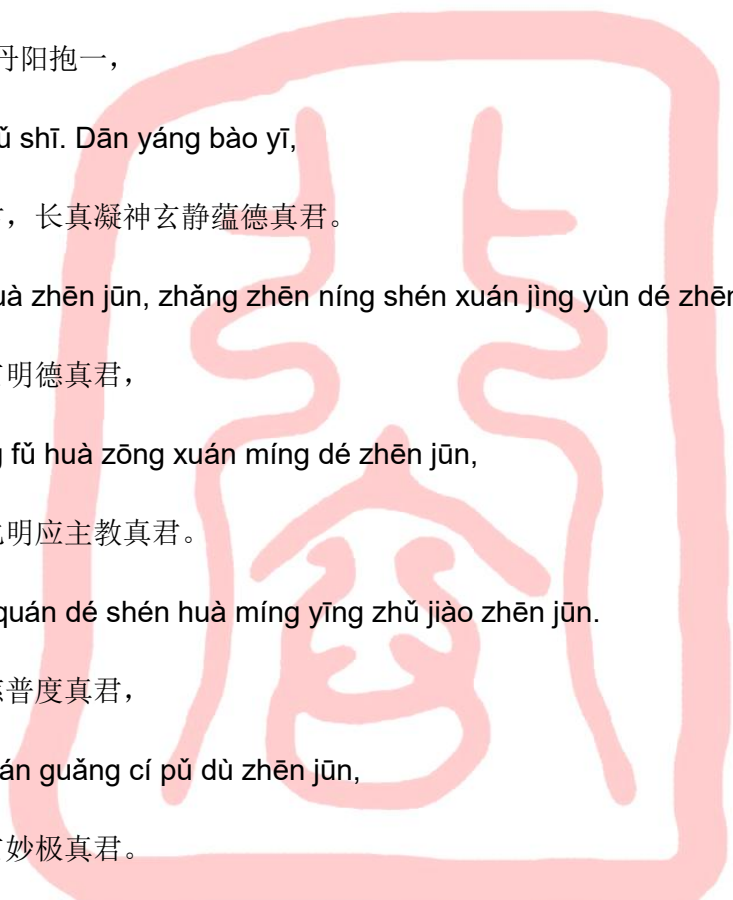 丹阳抱一，
shī. Dān yáng bào yī,
，长真凝神玄静蕴德真君。
zhēn jūn, zhǎng zhēn níng shén xuán jìng yùn dé
明德真君，
fǔ huà zōng xuán míng dé zhēn jūn,
明应主教真君。
quán dé shén huà míng yīng zhǔ jiào zhēn jūn.
普度真君，
guǎng cí pǔ dù zhēn jūn,
妙极真君。